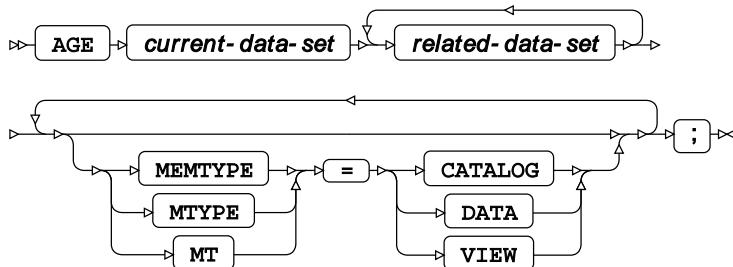 AGE current-data-set related-data-set
;
MEMTYPE = CATALOG
MTYPE DATA
MT VIEW